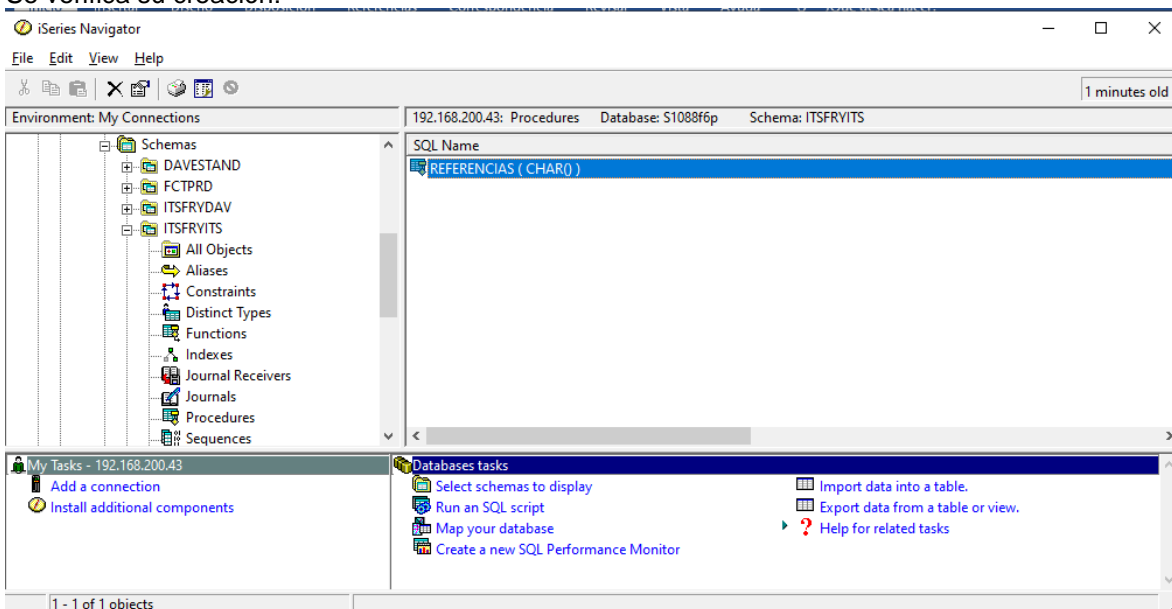 Se verifica su creación.
iSeries Navigator
File Edit View Help
1 minutes old
Environment: My Connections
192.168.200.43: Procedures Database: S1088f6p Schema: ITSFRYITS
Schemas
DAVESTAND
FCTPRD
ITSFRYDAV
ITSFRYITS
All Objects
Aliases
Constraints
Distinct Types
Functions
Indexes
Journal Receivers
Journals
Procedures
Sequences
SQL Name
REFERENCIAS ( CHAR() )
My Tasks - 192.168.200.43
Add a connection
Install additional components
Databases tasks
Select schemas to display
Run an SQL script
Map your database
Create a new SQL Performance Monitor
Import data into a table.
Export data from a table or view.
? Help for related tasks
1 - 1 of 1 objects